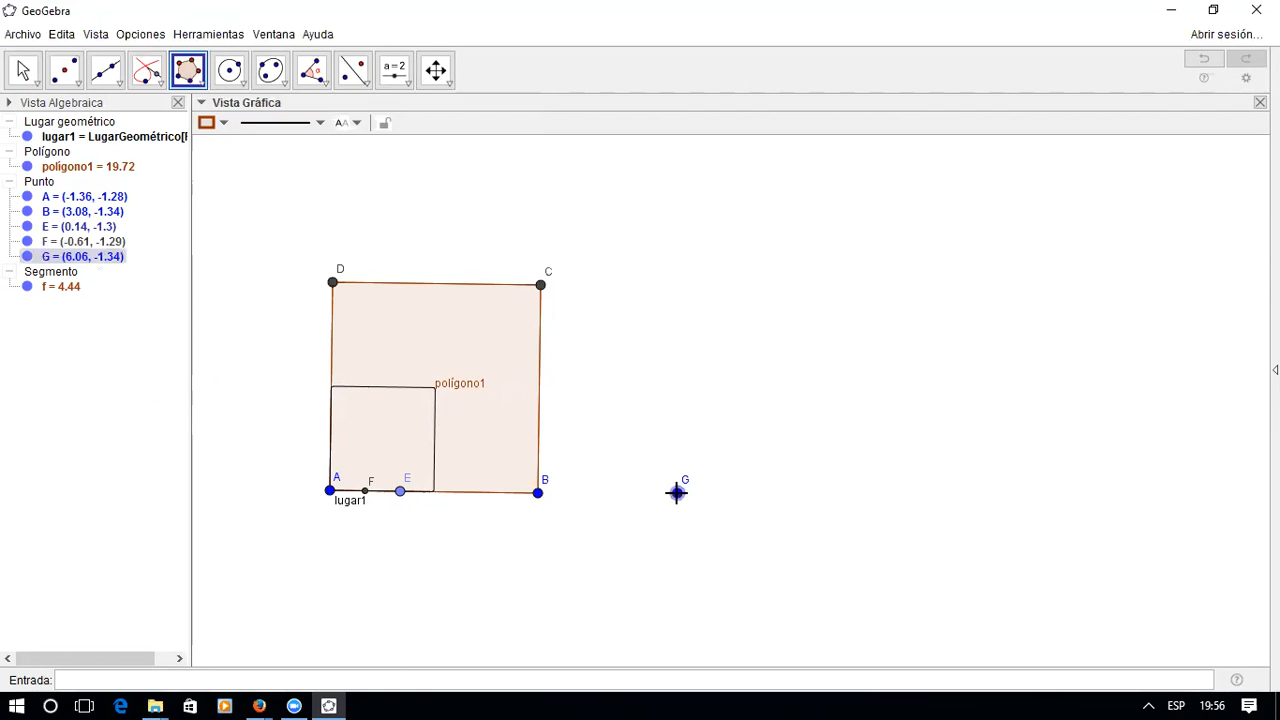 GeoGebra
Archivo Edita Vista Opciones Herramientas Ventana Ayuda
Abrir sesión...
a=2
Vista Algebraica
Vista Gráfica
AA
Lugar geométrico
lugar1 = LugarGeométrico[
Polígono
polígono1 = 19.72
Punto
A = (-1.36, -1.28)
B = (3.08, -1.34)
E = (0.14, -1.3)
F = (-0.61, -1.29)
G = (6.06, -1.34)
Segmento
f = 4.44
D
C
polígono1
A
F
E
B
G
lugar1
Entrada:
ESP 19:56